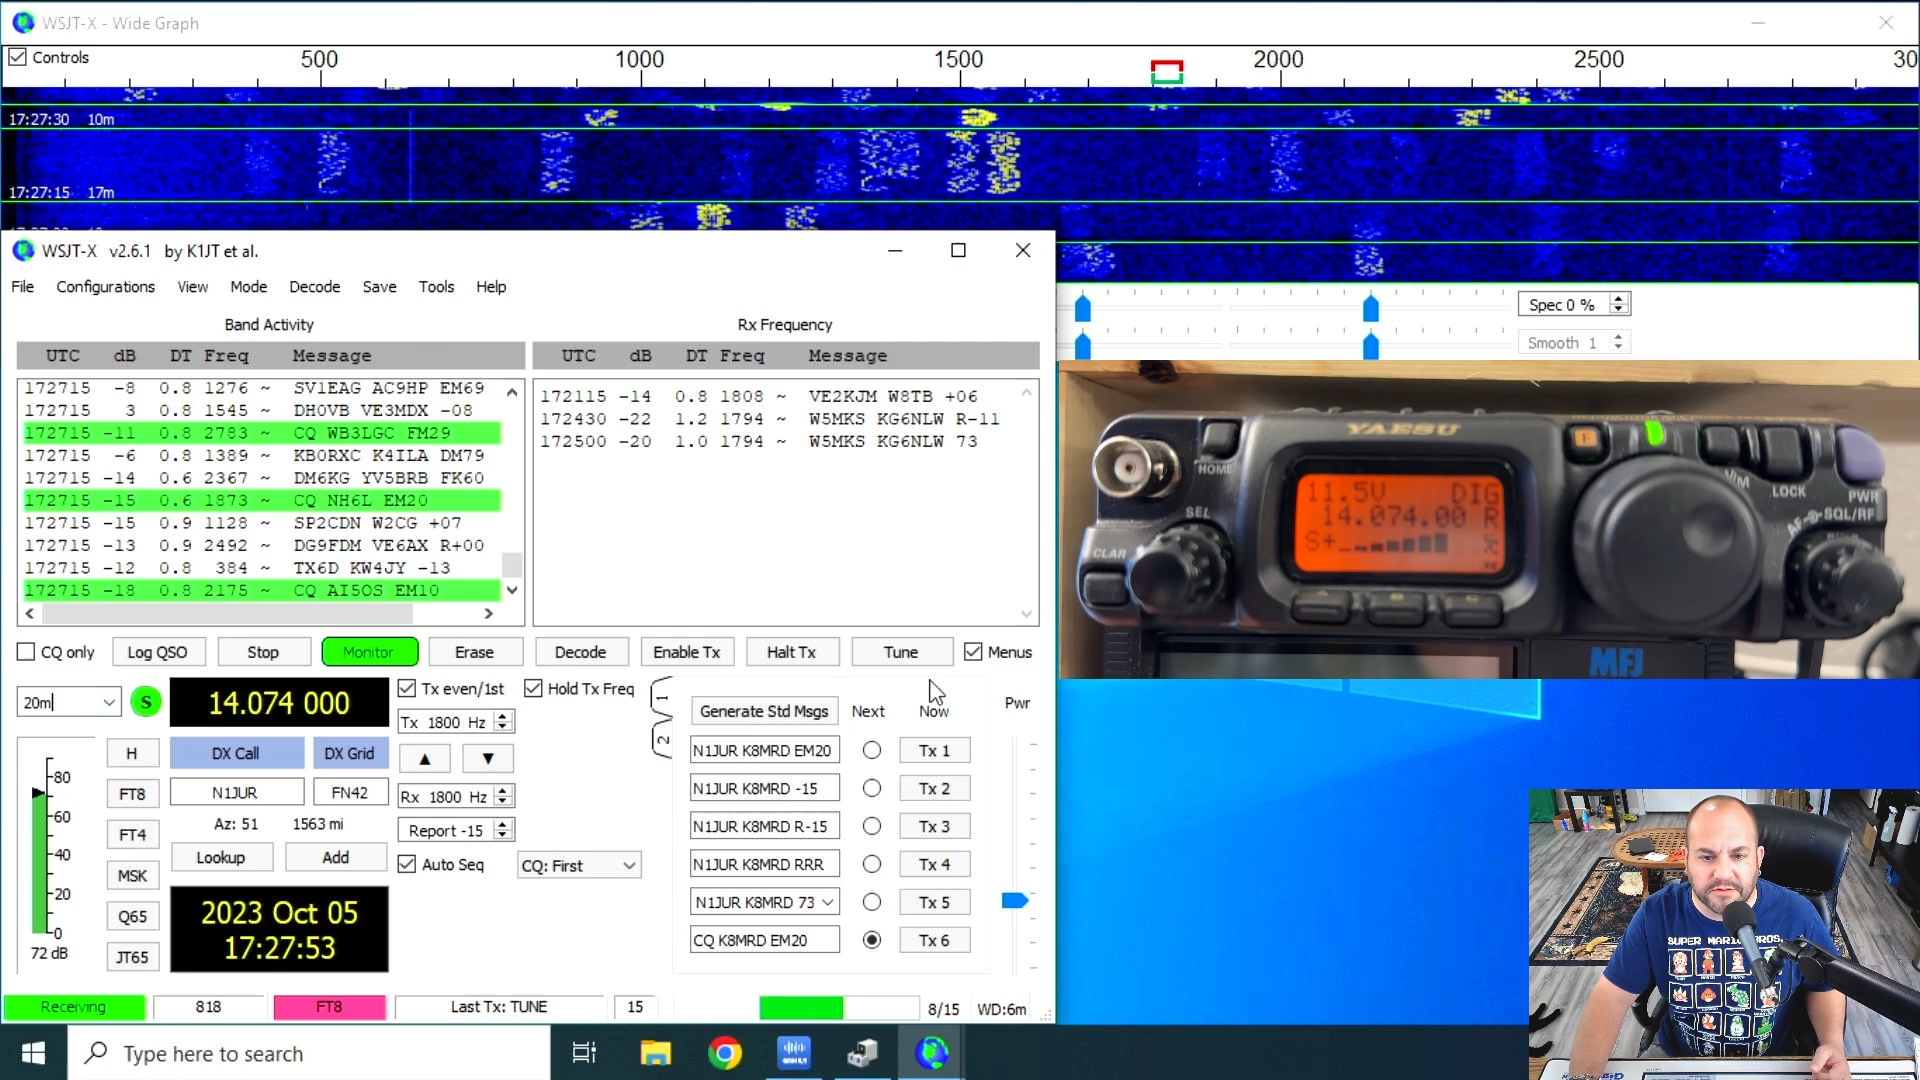 WSJT-X - Wide Graph
Controls
500 1000 1500 2000 2500 30
17:27:30 10m
17:27:15 17m
WSJT-X v2.6.1 by K1JT et al.
File Configurations View Mode Decode Save Tools Help
Band Activity
UTC dB DT Freq Message
172715 -8 0.8 1276 ~ SV1EAG AC9HP EM69
172715 3 0.8 1545 ~ DH0VB VE3MDX -08
172715 -11 0.8 2783 ~ CQ WB3LGC FM29
172715 -6 0.8 1389 ~ KB0RXC K4ILA DM79
172715 -14 0.6 2367 ~ DM6KG YV5BRB FK60
172715 -15 0.6 1873 ~ CQ NH6L EM20
172715 -15 0.9 1128 ~ SP2CDN W2CG +07
172715 -13 0.9 2492 ~ DG9FDM VE6AX R+00
172715 -12 0.8 384 ~ TX6D KW4JY -13
172715 -18 0.8 2175 ~ CQ AI5OS EM10
Rx Frequency
UTC dB DT Freq Message
172115 -14 0.8 1808 ~ VE2KJM W8TB +06
172430 -22 1.2 1794 ~ W5MKS KG6NLW R-11
172500 -20 1.0 1794 ~ W5MKS KG6NLW 73
Spec 0 %
Smooth 1
CQ only Log QSO Stop Monitor Erase Decode Enable Tx Halt Tx Tune Menus
20m S 14.074 000
Tx even/1st Hold Tx Freq
Tx 1800 Hz
H DX Call DX Grid
FT8 N1JUR FN42
Rx 1800 Hz
FT4 Az: 51 1563 mi
Report -15
Lookup Add
Auto Seq CQ: First
MSK
Q65
JT65
2023 Oct 05
17:27:53
80
60
40
20
0
72 dB
1
2
Generate Std Msgs Next Now Pwr
N1JUR K8MRD EM20 Tx 1
N1JUR K8MRD -15 Tx 2
N1JUR K8MRD R-15 Tx 3
N1JUR K8MRD RRR Tx 4
N1JUR K8MRD 73 Tx 5
CQ K8MRD EM20 Tx 6
Receiving 818 FT8 Last Tx: TUNE 15 8/15 WD:6m
Type here to search
YAESU
HOME
F
V/M
LOCK
PWR
AF SQL/RF
SEL
CLAR
11.5V DIG
14.074.00 R
S+
A B C
MFJ
SUPER MARIO BROS.